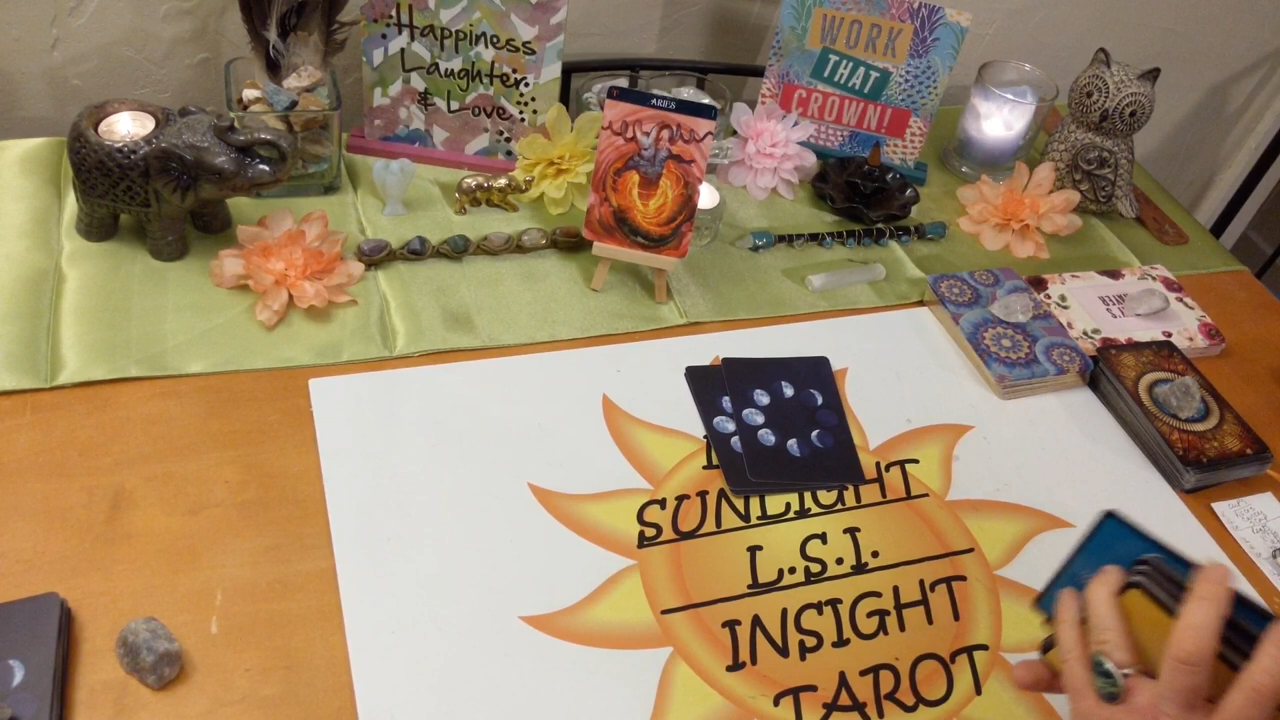 Happiness
Laughter
& Love
WORK
THAT
CROWN!
ARIES
SUNLIGHT
L.S.I.
INSIGHT
TAROT